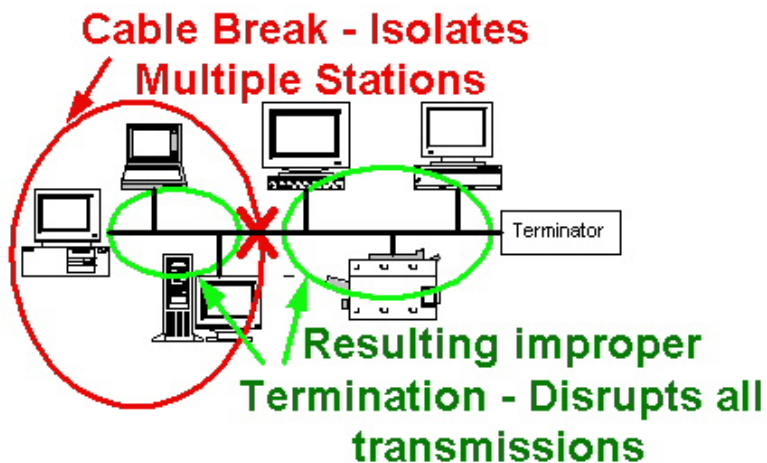 Cable Break - Isolates
Multiple Stations
Terminator
Resulting improper
Termination - Disrupts all
transmissions